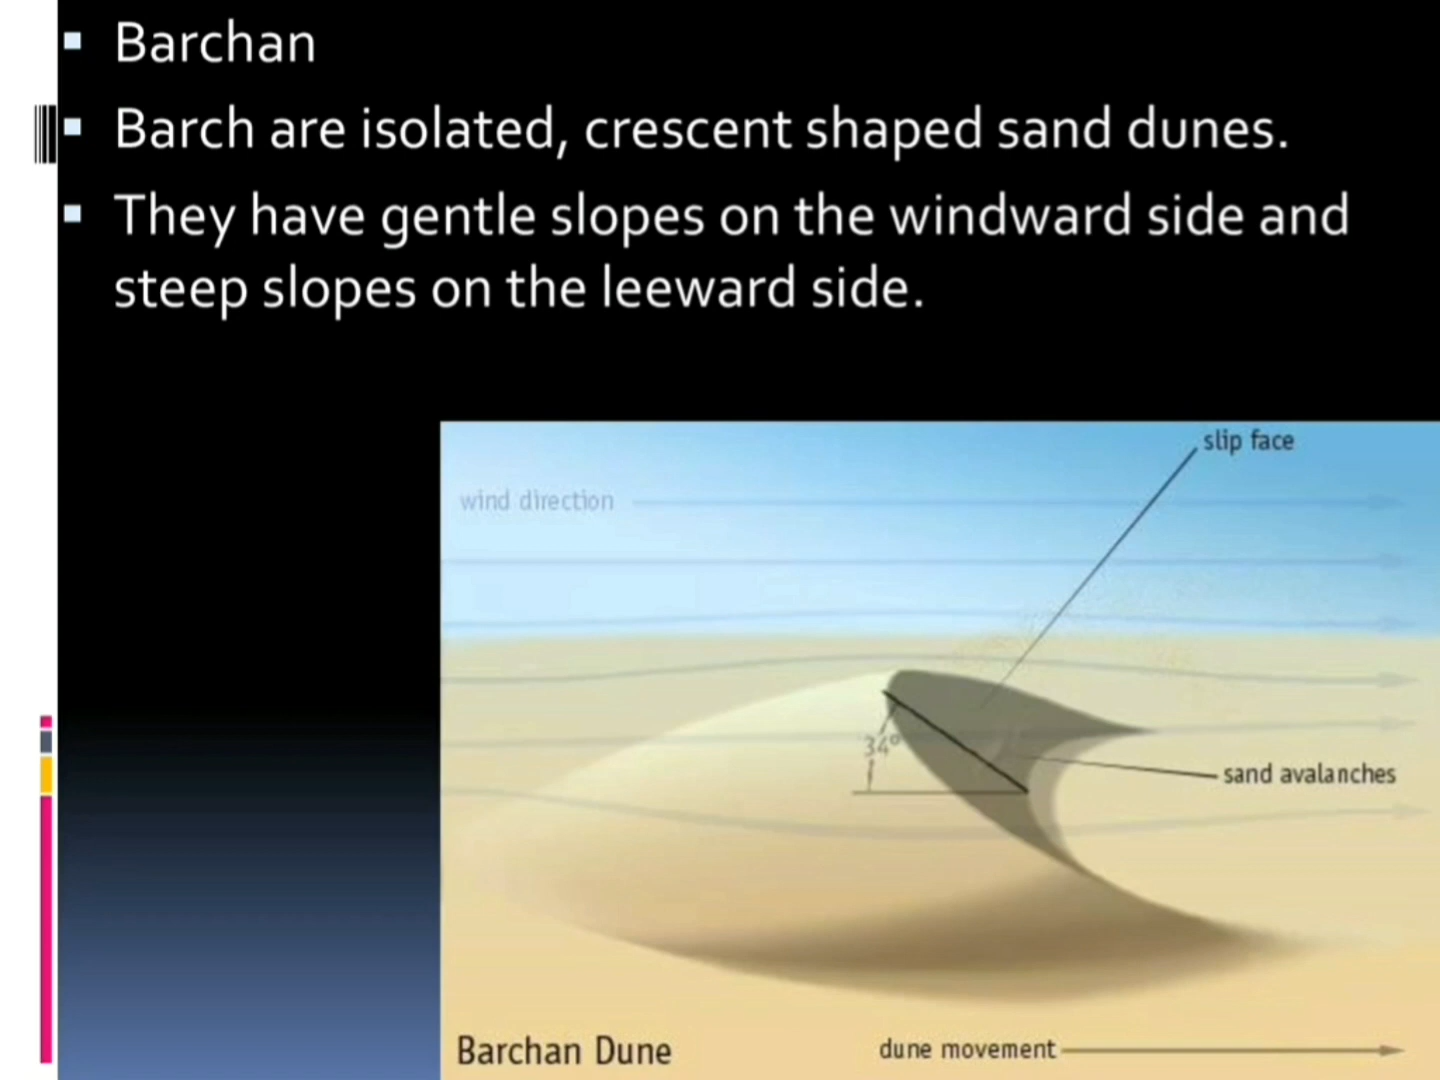 Barchan
Barch are isolated, crescent shaped sand dunes.
They have gentle slopes on the windward side and
steep slopes on the leeward side.
slip face
wind direction
34°
sand avalanches
Barchan Dune
dune movement